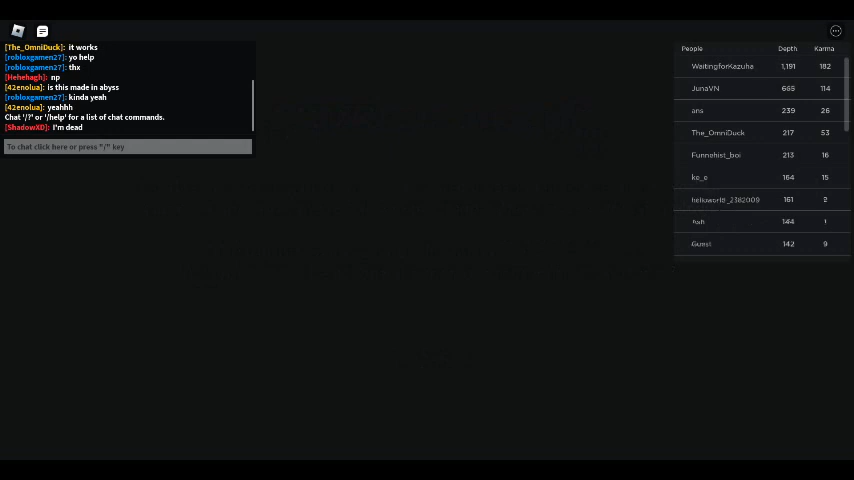 [The_OmniDuck]: it works
[robloxgamen27]: yo help
[robloxgamen27]: thx
[Hehehagh]: np
[42enolua]: is this made in abyss
[robloxgamen27]: kinda yeah
[42enolua]: yeahhh
Chat '/?' or '/help' for a list of chat commands.
[ShadowXD]: I'm dead
To chat click here or press "/" key
People Depth Karma
WaitingforKazuha 1,191 182
JunaVN 665 114
ans 239 26
The_OmniDuck 217 53
Funnehist_boi 213 16
ke_e 164 15
helloworld_2382009 161 2
144 1
Guest 142 9